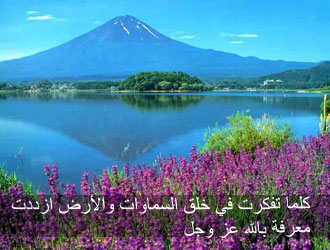 كلما تفكرت في خلق السماوات والأرض ازددت
معرفة بالله عز وجل